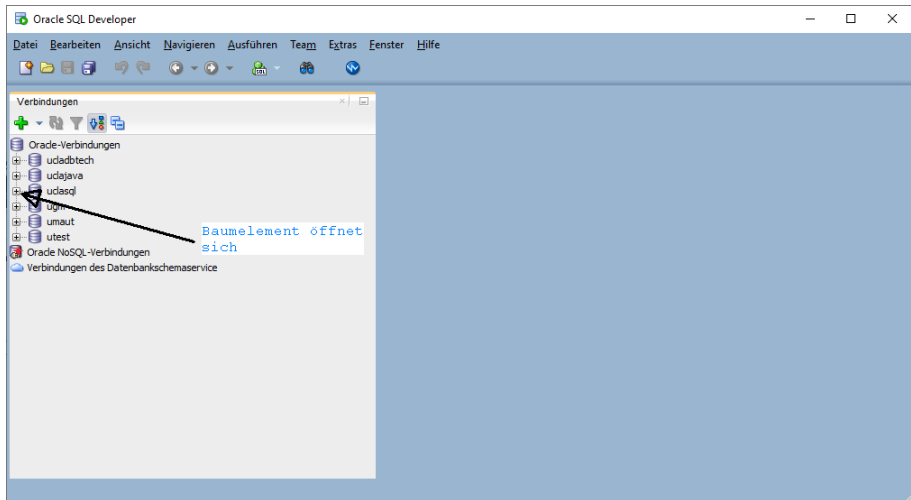 Oracle SQL Developer
Datei Bearbeiten Ansicht Navigieren Ausführen Team Extras Fenster Hilfe
SQL
Verbindungen
Oracle-Verbindungen
ucladbtech
uclajava
uclasql
umaut
utest
Oracle NoSQL-Verbindungen
Verbindungen des Datenbankschemaservice
Baumelement öffnet
sich